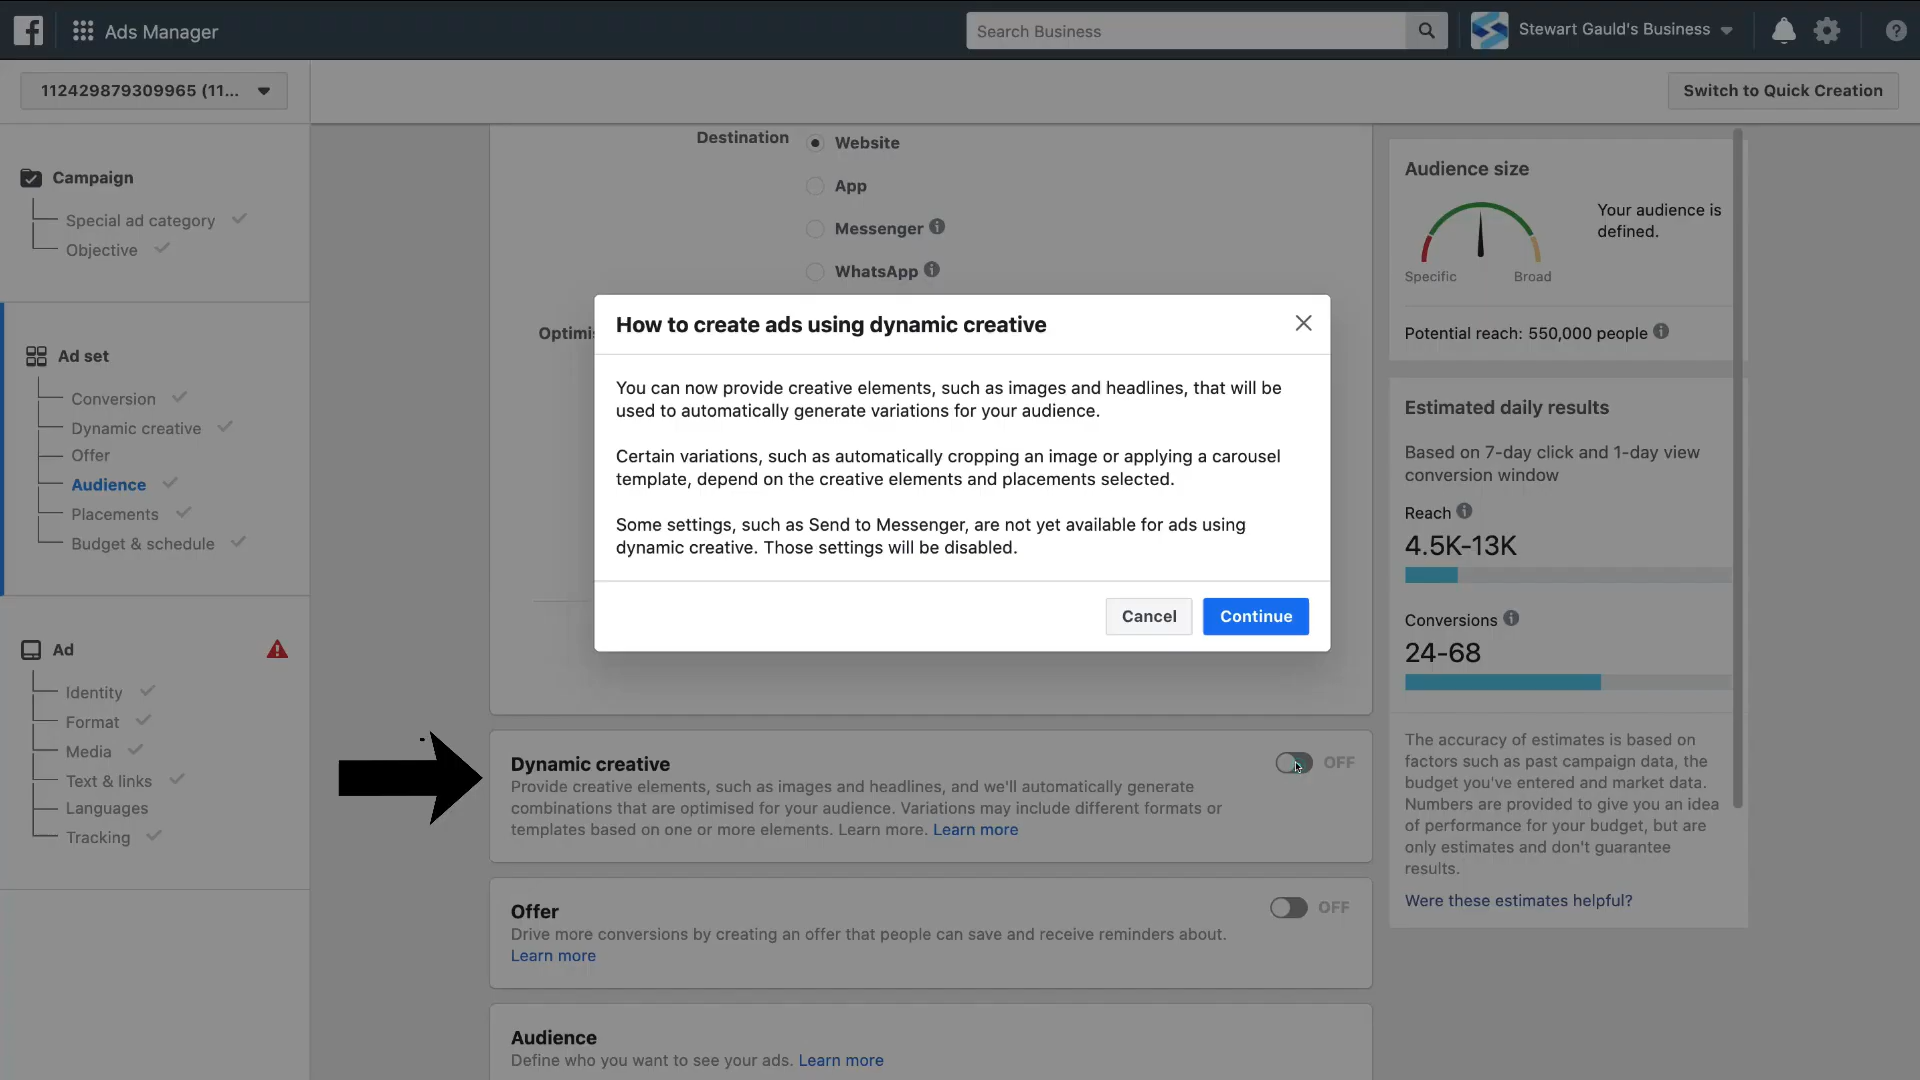 Ads Manager
Search Business
Stewart Gauld's Business
112429879309965 (11...
Switch to Quick Creation
Campaign
Special ad category
Objective
Ad set
Conversion
Dynamic creative
Offer
Audience
Placements
Budget & schedule
Ad
Identity
Format
Media
Text & links
Languages
Tracking
Destination
Website
App
Messenger
WhatsApp
Optimis
How to create ads using dynamic creative
You can now provide creative elements, such as images and headlines, that will be
used to automatically generate variations for your audience.
Certain variations, such as automatically cropping an image or applying a carousel
template, depend on the creative elements and placements selected.
Some settings, such as Send to Messenger, are not yet available for ads using
dynamic creative. Those settings will be disabled.
Cancel
Continue
Dynamic creative
OFF
Provide creative elements, such as images and headlines, and we'll automatically generate
combinations that are optimised for your audience. Variations may include different formats or
templates based on one or more elements. Learn more. Learn more
Offer
OFF
Drive more conversions by creating an offer that people can save and receive reminders about.
Learn more
Audience
Define who you want to see your ads. Learn more
Audience size
Your audience is
defined.
Specific
Broad
Potential reach: 550,000 people
Estimated daily results
Based on 7-day click and 1-day view
conversion window
Reach
4.5K-13K
Conversions
24-68
The accuracy of estimates is based on
factors such as past campaign data, the
budget you've entered and market data.
Numbers are provided to give you an idea
of performance for your budget, but are
only estimates and don't guarantee
results.
Were these estimates helpful?